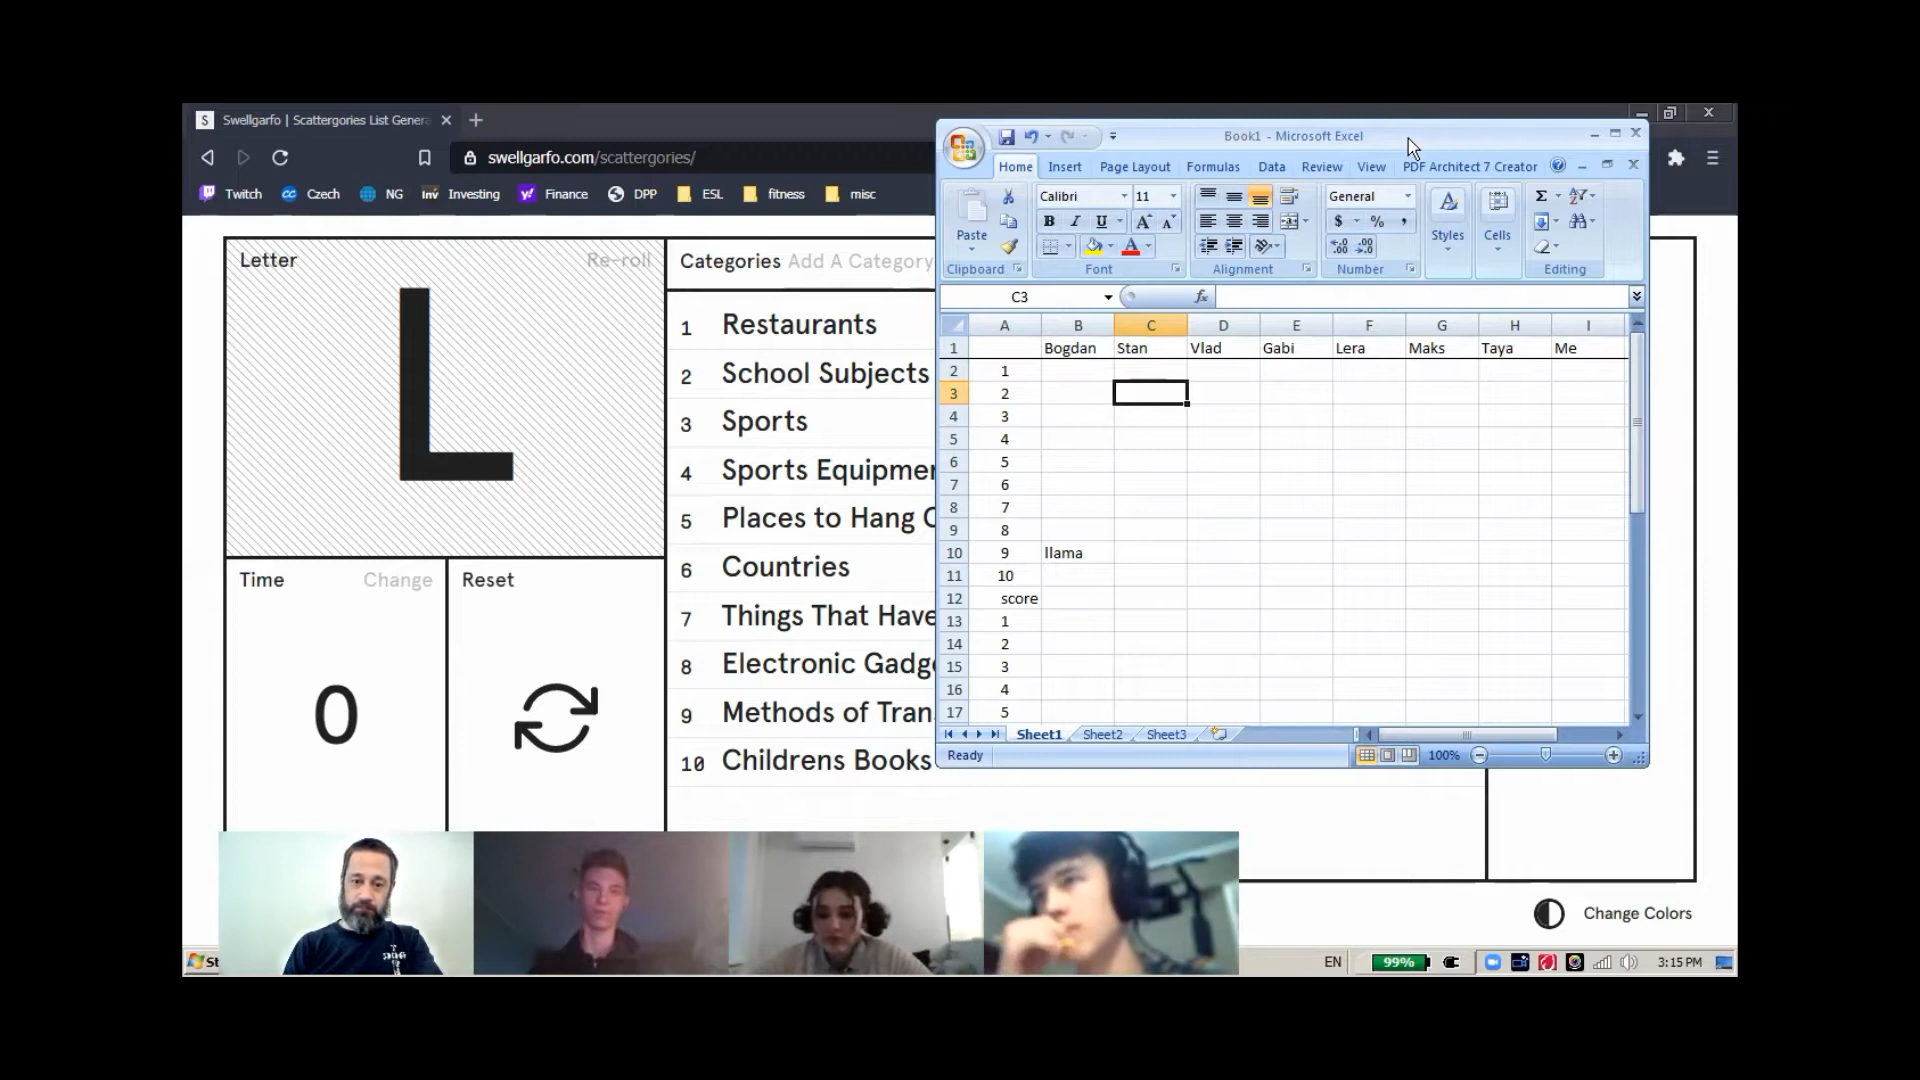 S Swellgarfo | Scattergories List Genera
swellgarfo.com/scattergories/
Twitch Czech NG Investing Finance DPP ESL fitness misc
Book1 - Microsoft Excel
Home Insert Page Layout Formulas Data Review View PDF Architect 7 Creator
Calibri 11 General
B I U A A $ % ,
Paste Styles Cells
Clipboard Font Alignment Number Editing
C3 fx
A B C D E F G H I
1 Bogdan Stan Vlad Gabi Lera Maks Taya Me
2 1
3 2
4 3
5 4
6 5
7 6
8 7
9 8
10 9 llama
11 10
12 score
13 1
14 2
15 3
16 4
17 5
Sheet1 Sheet2 Sheet3
Ready 100%
Letter Re-roll
L
Time Change
0
Reset
Categories Add A Category
1 Restaurants
2 School Subjects
3 Sports
4 Sports Equipmen
5 Places to Hang O
6 Countries
7 Things That Have
8 Electronic Gadge
9 Methods of Tran
10 Childrens Books
Change Colors
St EN 99% 3:15 PM